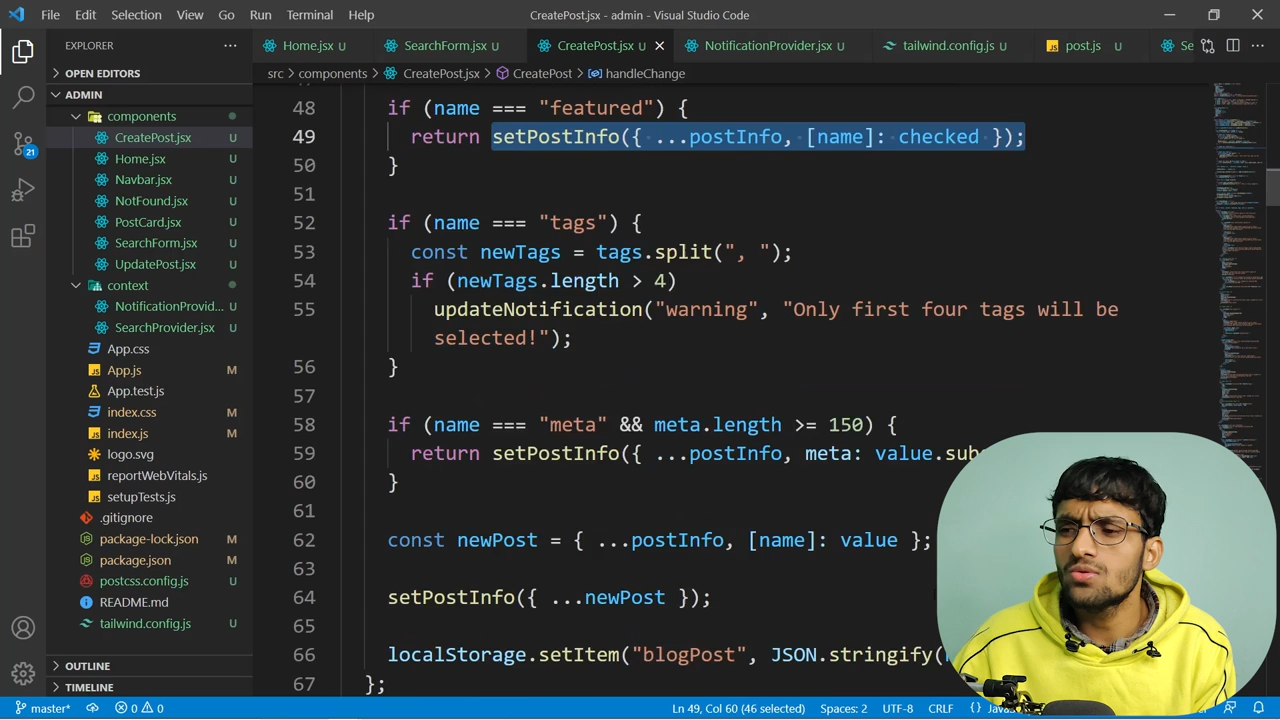 File Edit Selection View Go Run Terminal Help CreatePost.jsx - admin - Visual Studio Code
EXPLORER
Home.jsx U SearchForm.jsx U CreatePost.jsx U NotificationProvider.jsx U tailwind.config.js U post.js U Se
OPEN EDITORS
src > components > CreatePost.jsx > CreatePost > handleChange
ADMIN
components
CreatePost.jsx U
Home.jsx U
Navbar.jsx U
NotFound.jsx U
PostCard.jsx U
SearchForm.jsx U
UpdatePost.jsx U
context
NotificationProvid... U
SearchProvider.jsx U
App.css
App.js M
App.test.js
index.css M
index.js M
logo.svg
reportWebVitals.js
setupTests.js
.gitignore
package-lock.json M
package.json M
postcss.config.js U
README.md
tailwind.config.js U
OUTLINE
TIMELINE
48 if (name === "featured") {
49 return setPostInfo({ ...postInfo, [name]: checked });
50 }
51
52 if (name === "tags") {
53 const newTags = tags.split(", ");
54 if (newTags.length > 4)
55 updateNotification("warning", "Only first four tags will be
selected!");
56 }
57
58 if (name === "meta" && meta.length >= 150) {
59 return setPostInfo({ ...postInfo, meta: value.sub
60 }
61
62 const newPost = { ...postInfo, [name]: value };
63
64 setPostInfo({ ...newPost });
65
66 localStorage.setItem("blogPost", JSON.stringify(
67 };
21
master* 0 0 Ln 49, Col 60 (46 selected) Spaces: 2 UTF-8 CRLF {}